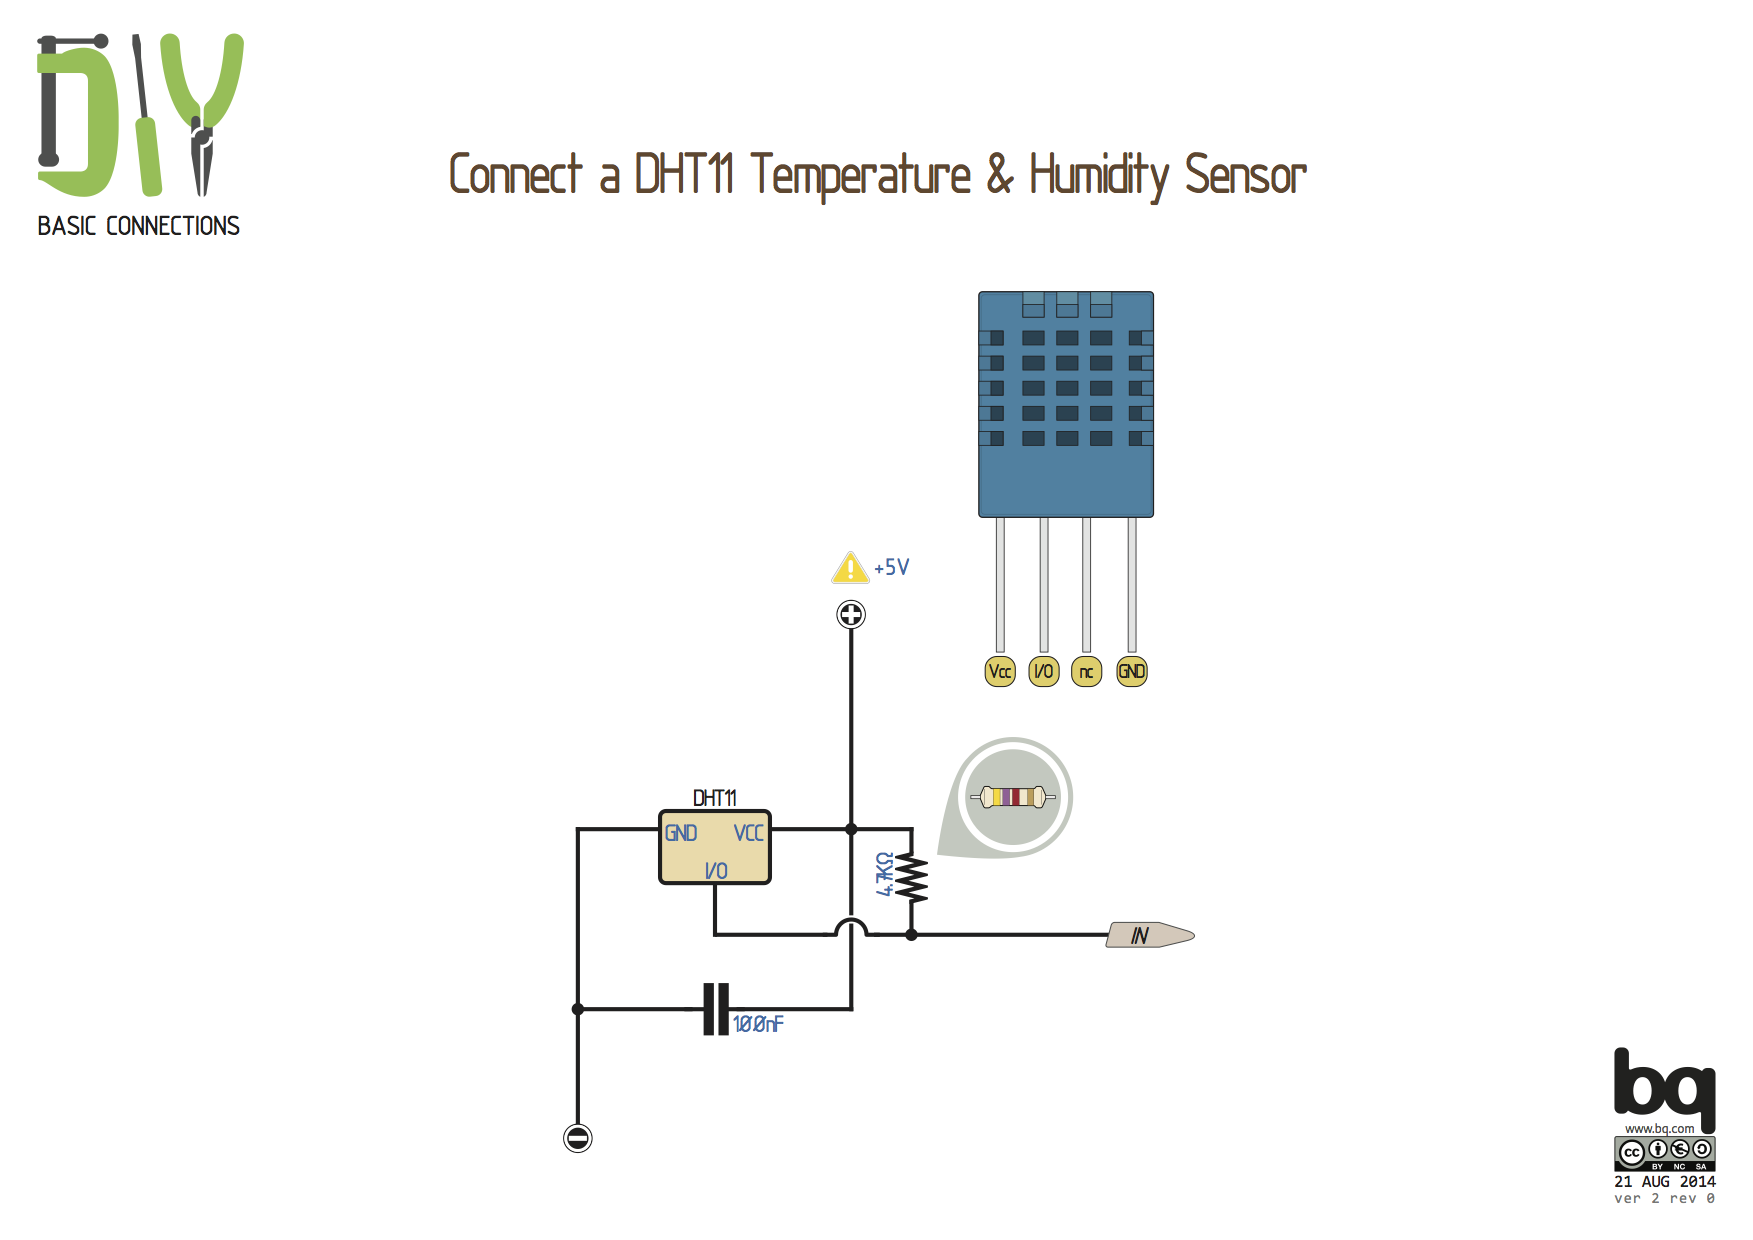 DIY
BASIC CONNECTIONS
Connect a DHT11 Temperature & Humidity Sensor
+5V
Vcc I/O nc GND
DHT11
GND VCC
I/O
4.7KΩ
IN
100nF
bq
www.bq.com
cc
BY NC SA
21 AUG 2014
ver 2 rev 0